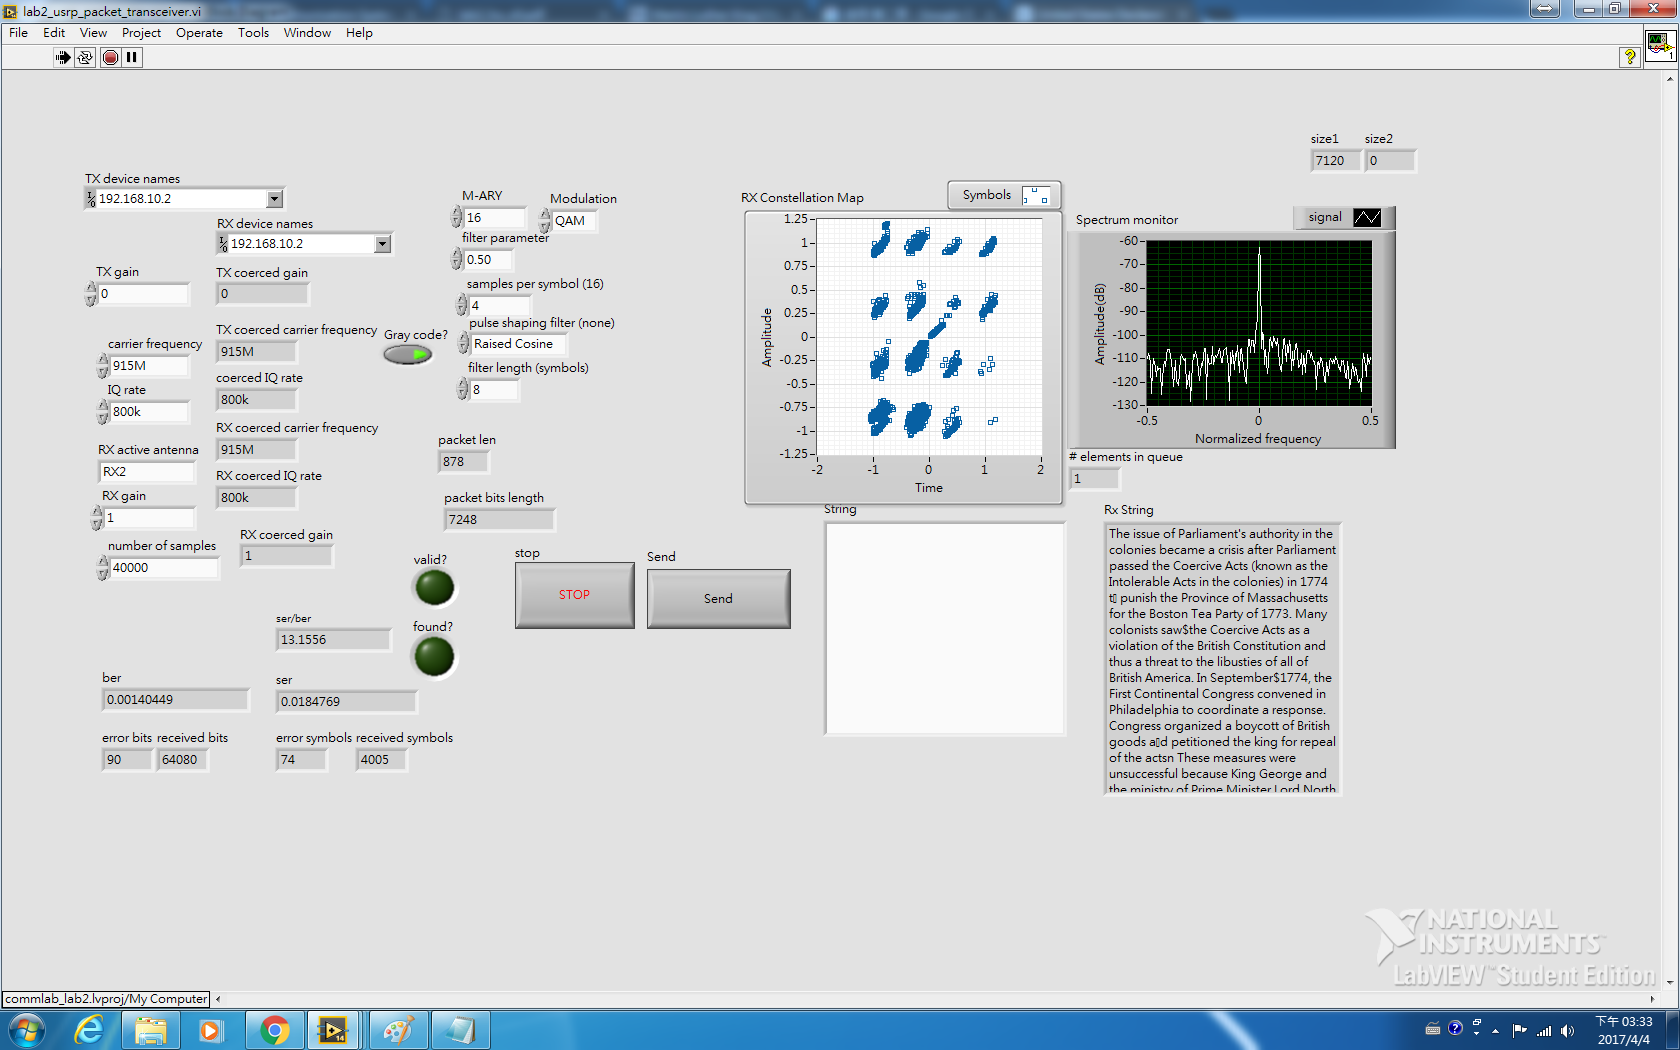 lab2_usrp_packet_transceiver.vi
File Edit View Project Operate Tools Window Help
size1 size2
7120 0
TX device names
192.168.10.2
RX device names
192.168.10.2
TX gain
0
TX coerced gain
0
carrier frequency
915M
TX coerced carrier frequency
915M
IQ rate
800k
coerced IQ rate
800k
RX coerced carrier frequency
915M
RX active antenna
RX2
RX coerced IQ rate
800k
RX gain
1
RX coerced gain
1
number of samples
40000
M-ARY
16
Modulation
QAM
filter parameter
0.50
samples per symbol (16)
4
pulse shaping filter (none)
Raised Cosine
Gray code?
filter length (symbols)
8
packet len
878
packet bits length
7248
valid?
found?
stop
STOP
Send
Send
ser/ber
13.1556
ber
0.00140449
ser
0.0184769
error bits received bits
90 64080
error symbols received symbols
74 4005
RX Constellation Map
Symbols
Amplitude
1.25
1
0.75
0.5
0.25
0
-0.25
-0.5
-0.75
-1
-1.25
-2 -1 0 1 2
Time
Spectrum monitor
signal
Amplitude(dB)
-60
-70
-80
-90
-100
-110
-120
-130
-0.5 0 0.5
Normalized frequency
# elements in queue
1
String
Rx String
The issue of Parliament's authority in the
colonies became a crisis after Parliament
passed the Coercive Acts (known as the
Intolerable Acts in the colonies) in 1774
t▯ punish the Province of Massachusetts
for the Boston Tea Party of 1773. Many
colonists saw$the Coercive Acts as a
violation of the British Constitution and
thus a threat to the libusties of all of
British America. In September$1774, the
First Continental Congress convened in
Philadelphia to coordinate a response.
Congress organized a boycott of British
goods a▯d petitioned the king for repeal
of the actsn These measures were
unsuccessful because King George and
the ministry of Prime Minister Lord North
NATIONAL
INSTRUMENTS™
LabVIEW™ Student Edition
commlab_lab2.lvproj/My Computer
14
下午 03:33
2017/4/4